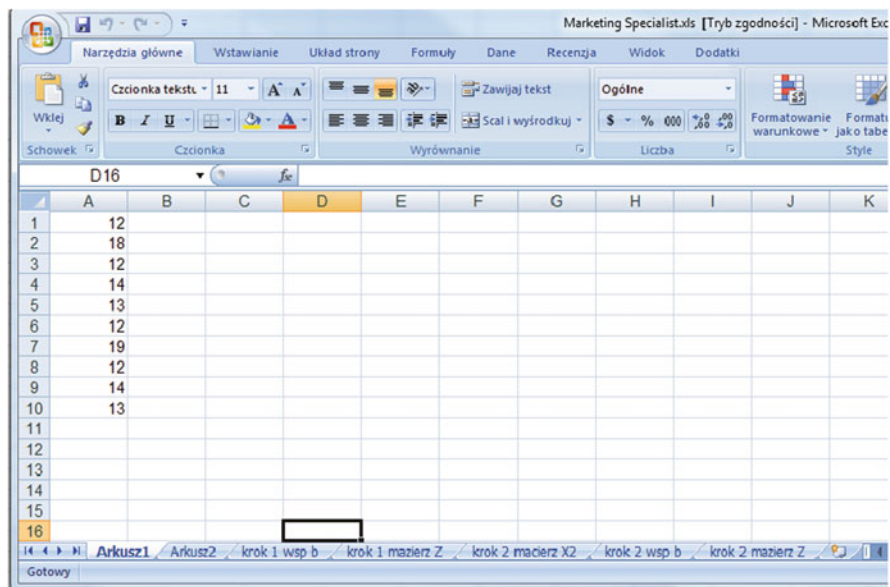 Marketing Specialist.xls [Tryb zgodności] - Microsoft Exc
Narzędzia główne Wstawianie Układ strony Formuły Dane Recenzja Widok Dodatki
Wklej
Czcionka tekstu 11 A A
B I U A
Zawijaj tekst
Scal i wyśrodkuj
Ogólne
$ % 000 ,00 ,0
Formatowanie warunkowe
Formatu
jako tabe
Schowek Czcionka Wyrównanie Liczba Style
D16 fx
A B C D E F G H I J K
1 12
2 18
3 12
4 14
5 13
6 12
7 19
8 12
9 14
10 13
11
12
13
14
15
16
Arkusz1 Arkusz2 krok 1 wsp b krok 1 mazierz Z krok 2 macierz X2 krok 2 wsp b krok 2 mazierz Z
Gotowy